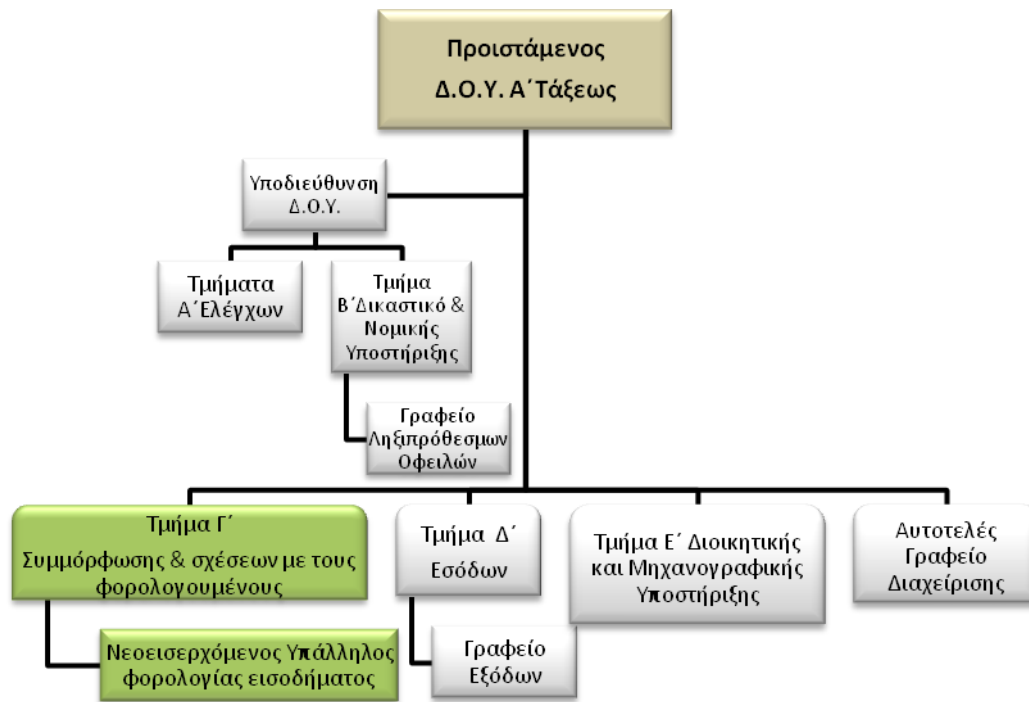 Προιστάμενος
Δ.Ο.Υ. Α΄Τάξεως
Υποδιεύθυνση
Δ.Ο.Υ.
Τμήματα
Α΄Ελέγχων
Τμήμα
Β΄Δικαστικό &
Νομικής
Υποστήριξης
Γραφείο
Ληξιπρόθεσμων
Οφειλών
Τμήμα Γ΄
Συμμόρφωσης & σχέσεων με τους
φορολογουμένους
Νεοεισερχόμενος Υπάλληλος
φορολογίας εισοδήματος
Τμήμα Δ΄
Εσόδων
Γραφείο
Εξόδων
Τμήμα Ε΄ Διοικητικής
και Μηχανογραφικής
Υποστήριξης
Αυτοτελές
Γραφείο
Διαχείρισης